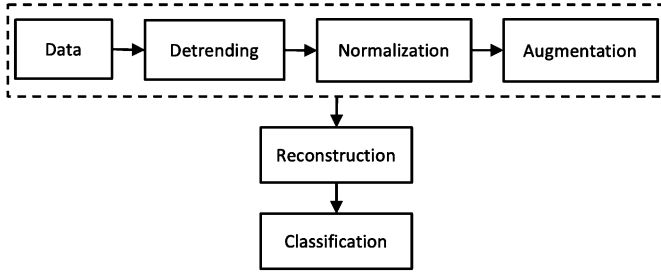 Data
Detrending
Normalization
Augmentation
Reconstruction
Classification